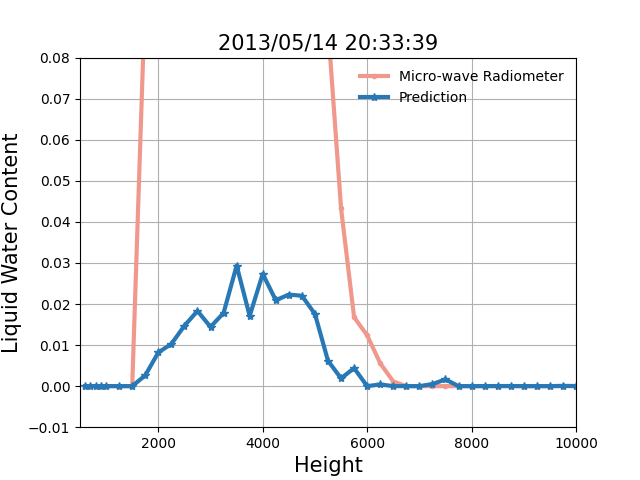 2013/05/14 20:33:39
Micro-wave Radiometer
Prediction
0.08
0.07
0.06
0.05
0.04
0.03
0.02
0.01
0.00
−0.01
Liquid Water Content
2000 4000 6000 8000 10000
Height